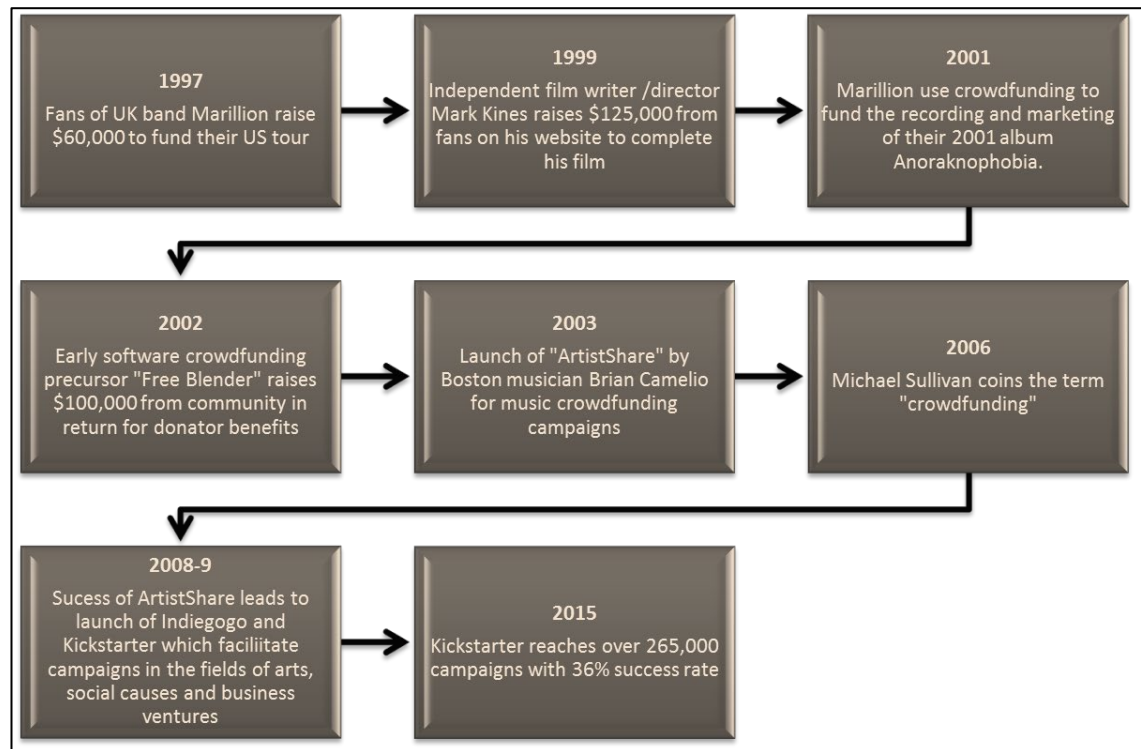 1997
Fans of UK band Marillion raise
$60,000 to fund their US tour
1999
Independent film writer /director
Mark Kines raises $125,000 from
fans on his website to complete
his film
2001
Marillion use crowdfunding to
fund the recording and marketing
of their 2001 album
Anoraknophobia.
2002
Early software crowdfunding
precursor "Free Blender" raises
$100,000 from community in
return for donator benefits
2003
Launch of "ArtistShare" by
Boston musician Brian Camelio
for music crowdfunding
campaigns
2006
Michael Sullivan coins the term
"crowdfunding"
2008-9
Sucess of ArtistShare leads to
launch of Indiegogo and
Kickstarter which faciliitate
campaigns in the fields of arts,
social causes and business
ventures
2015
Kickstarter reaches over 265,000
campaigns with 36% success rate